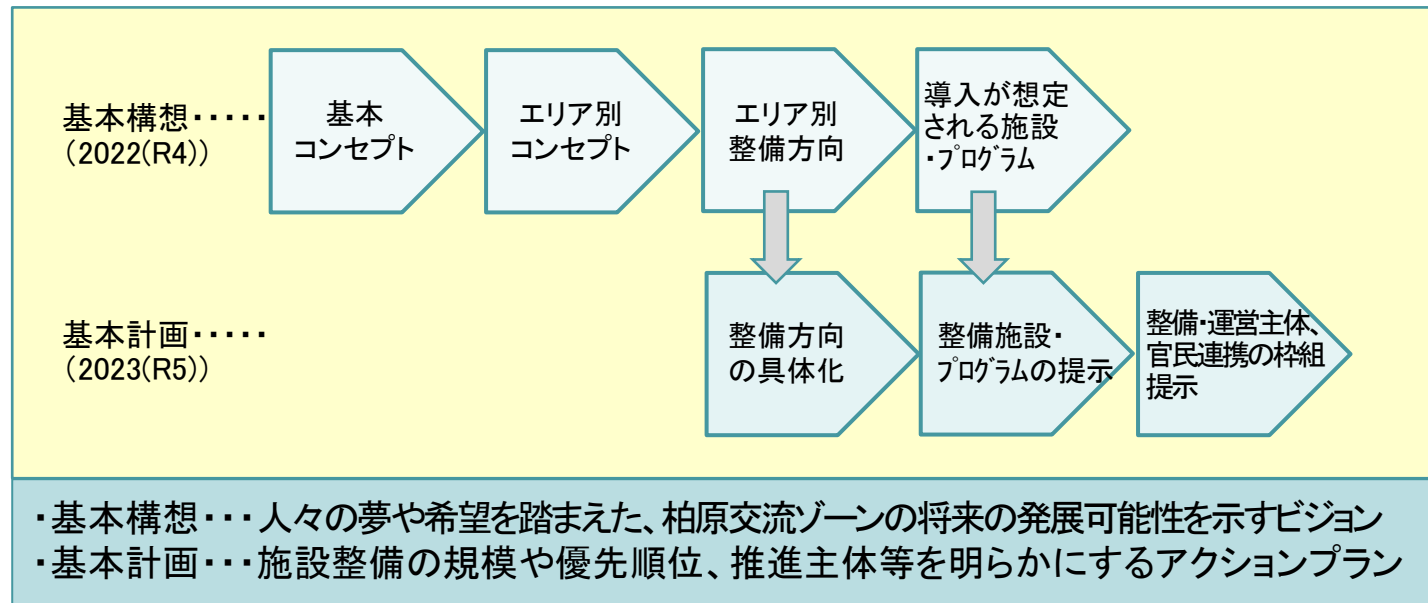 基本構想・・・・・
（2022(R4)）
基本
コンセプト
エリア別
コンセプト
エリア別
整備方向
導入が想定
される施設
・プログラム
基本計画・・・・・
（2023(R5)）
整備方向
の具体化
整備施設・
プログラムの提示
整備・運営主体、
官民連携の枠組
提示
・基本構想・・・人々の夢や希望を踏まえた、柏原交流ゾーンの将来の発展可能性を示すビジョン
・基本計画・・・施設整備の規模や優先順位、推進主体等を明らかにするアクションプラン